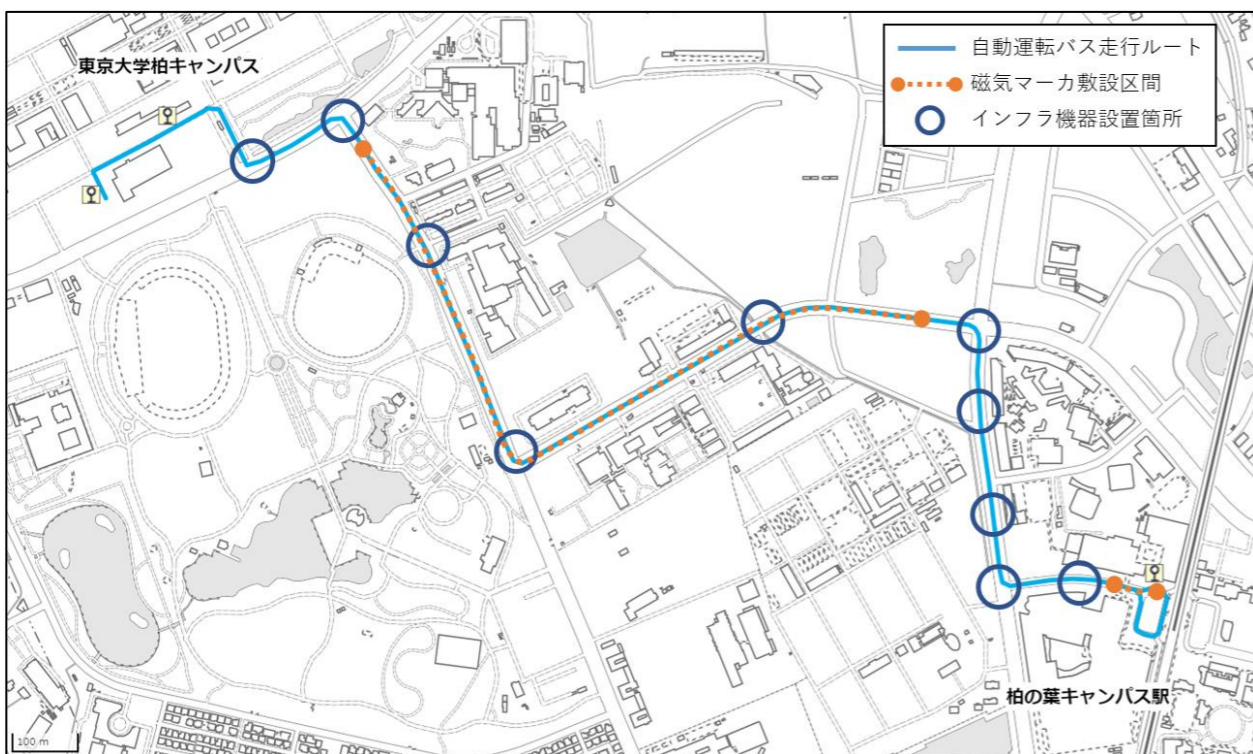 東京大学柏キャンパス
自動運転バス走行ルート
磁気マーカ敷設区間
インフラ機器設置箇所
柏の葉キャンパス駅
100 m